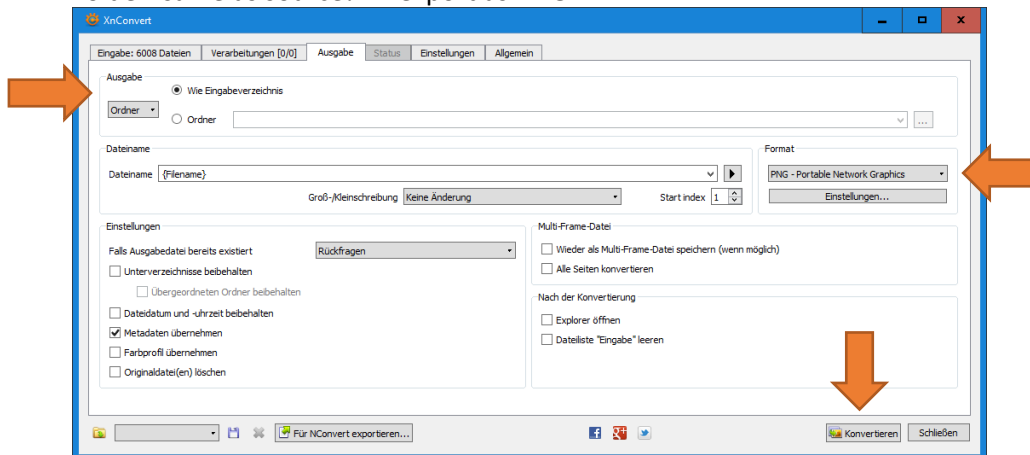 XnConvert
Eingabe: 6008 Dateien Verarbeitungen [0/0] Ausgabe Status Einstellungen Allgemein
Ausgabe
Wie Eingabeverzeichnis
Ordner
Ordner ...
Dateiname
Dateiname {Filename}
Groß-/Kleinschreibung Keine Änderung Start index 1
Format
PNG - Portable Network Graphics
Einstellungen...
Einstellungen
Falls Ausgabedatei bereits existiert Rückfragen
Unterverzeichnisse beibehalten
Übergeordneten Ordner beibehalten
Dateidatum und -uhrzeit beibehalten
Metadaten übernehmen
Farbprofil übernehmen
Originaldatei(en) löschen
Multi-Frame-Datei
Wieder als Multi-Frame-Datei speichern (wenn möglich)
Alle Seiten konvertieren
Nach der Konvertierung
Explorer öffnen
Dateiliste "Eingabe" leeren
Für NConvert exportieren...
Konvertieren Schließen